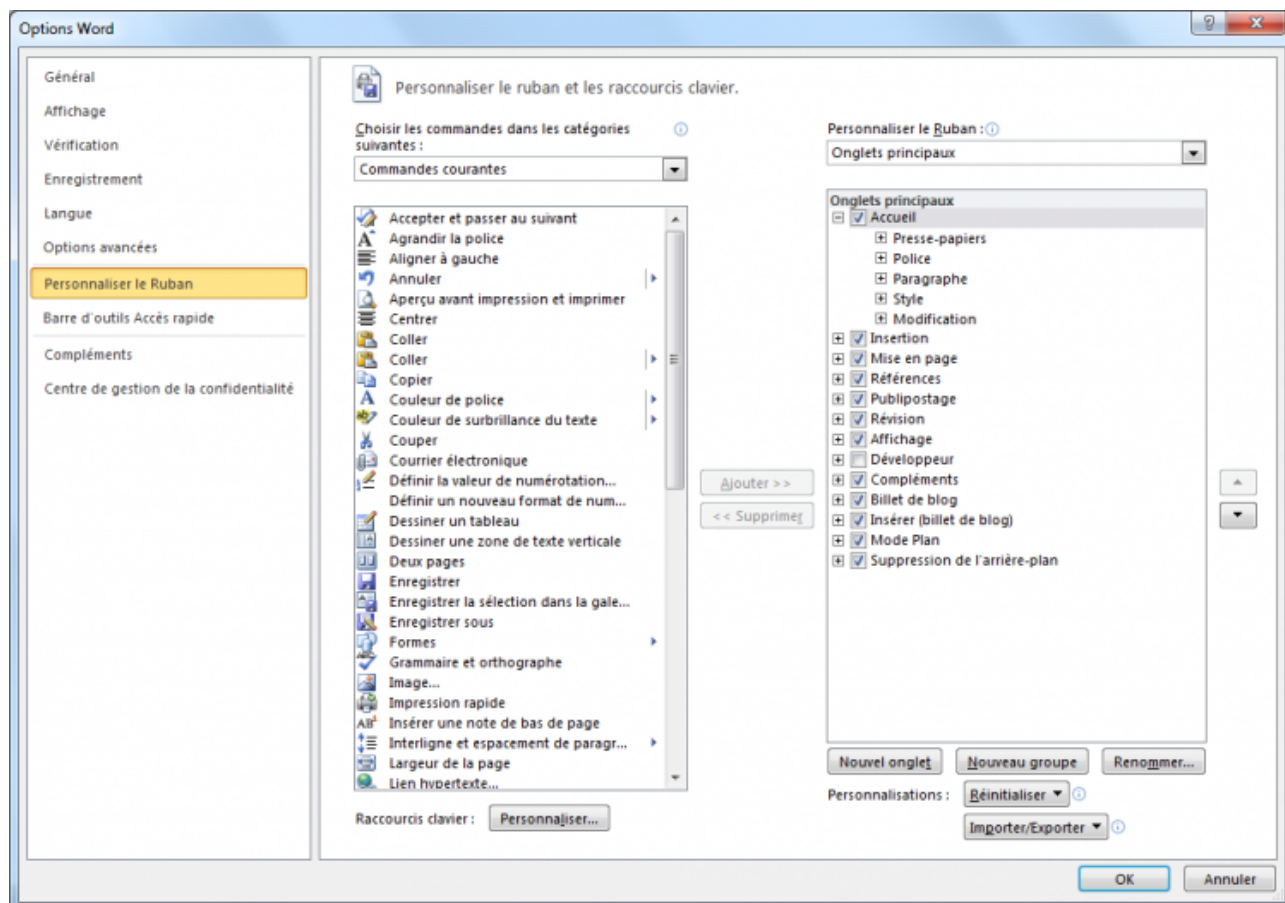 Options Word
Général
Affichage
Vérification
Enregistrement
Langue
Options avancées
Personnaliser le Ruban
Barre d'outils Accès rapide
Compléments
Centre de gestion de la confidentialité
Personnaliser le ruban et les raccourcis clavier.
Choisir les commandes dans les catégories
suivantes :
Commandes courantes
Accepter et passer au suivant
Agrandir la police
Aligner à gauche
Annuler
Aperçu avant impression et imprimer
Centrer
Coller
Coller
Copier
Couleur de police
Couleur de surbrillance du texte
Couper
Courrier électronique
Définir la valeur de numérotation...
Définir un nouveau format de num...
Dessiner un tableau
Dessiner une zone de texte verticale
Deux pages
Enregistrer
Enregistrer la sélection dans la gale...
Enregistrer sous
Formes
Grammaire et orthographe
Image...
Impression rapide
Insérer une note de bas de page
Interligne et espacement de paragr...
Largeur de la page
Lien hypertexte...
Raccourcis clavier : Personnaliser...
Ajouter >>
<< Supprimer
Personnaliser le Ruban :
Onglets principaux
Onglets principaux
Accueil
Presse-papiers
Police
Paragraphe
Style
Modification
Insertion
Mise en page
Références
Publipostage
Révision
Affichage
Développeur
Compléments
Billet de blog
Insérer (billet de blog)
Mode Plan
Suppression de l'arrière-plan
Nouvel onglet Nouveau groupe Renommer...
Personnalisations : Réinitialiser
Importer/Exporter
OK Annuler